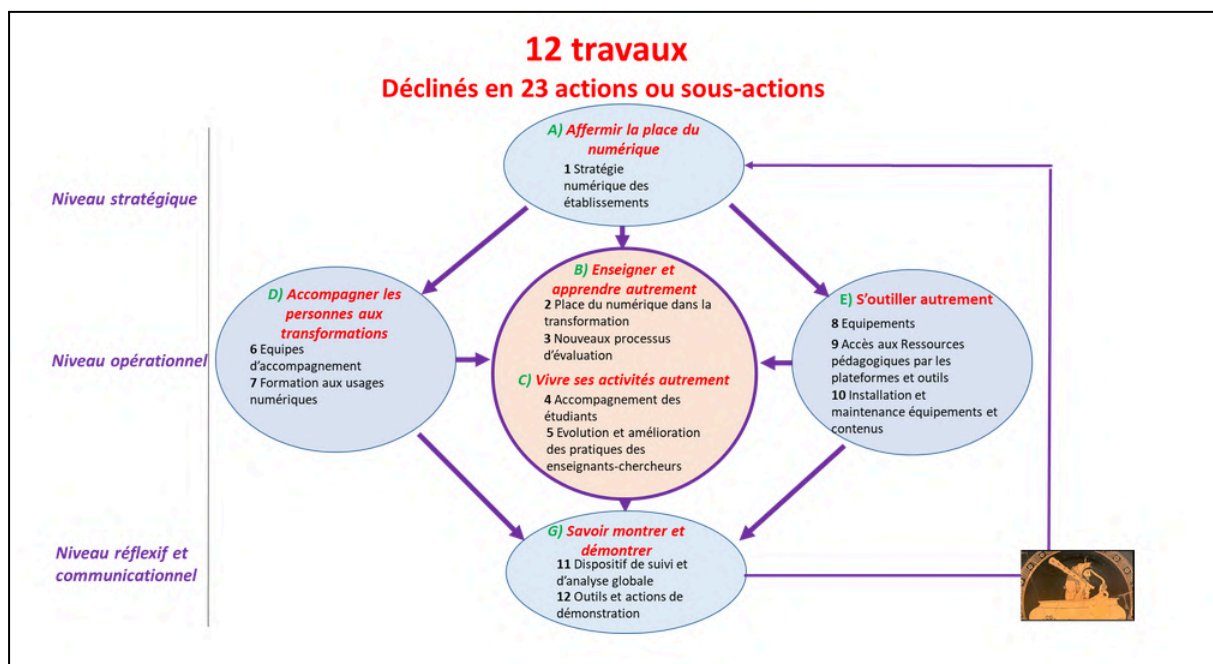 12 travaux
Déclinés en 23 actions ou sous-actions
A) Affermir la place du
numérique
1 Stratégie
numérique des
établissements
Niveau stratégique
B) Enseigner et
apprendre autrement
2 Place du numérique dans la
transformation
3 Nouveaux processus
d'évaluation
C) Vivre ses activités autrement
4 Accompagnement des
étudiants
5 Evolution et amélioration
des pratiques des
enseignants-chercheurs
D) Accompagner les
personnes aux
transformations
6 Equipes
d'accompagnement
7 Formation aux usages
numériques
E) S'outiller autrement
8 Equipements
9 Accès aux Ressources
pédagogiques par les
plateformes et outils
10 Installation et
maintenance équipements et
contenus
Niveau opérationnel
G) Savoir montrer et
démontrer
11 Dispositif de suivi et
d'analyse globale
12 Outils et actions de
démonstration
Niveau réflexif et
communicationnel